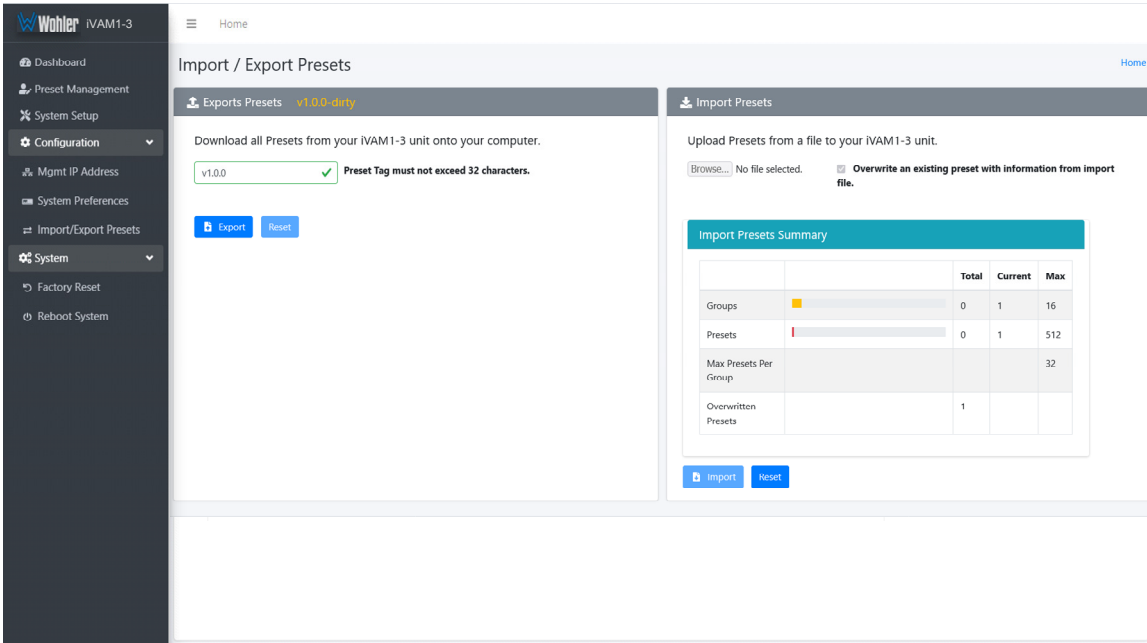 Wohler iVAM1-3
Home
Dashboard
Preset Management
System Setup
Configuration
Mgmt IP Address
System Preferences
Import/Export Presets
System
Factory Reset
Reboot System
Import / Export Presets
Home
Exports Presets v1.0.0-dirty
Download all Presets from your iVAM1-3 unit onto your computer.
v1.0.0
Preset Tag must not exceed 32 characters.
Export Reset
Import Presets
Upload Presets from a file to your iVAM1-3 unit.
Browse... No file selected.
Overwrite an existing preset with information from import
file.
Import Presets Summary
Total Current Max
Groups 0 1 16
Presets 0 1 512
Max Presets Per
Group
32
Overwritten
Presets
1
Import Reset